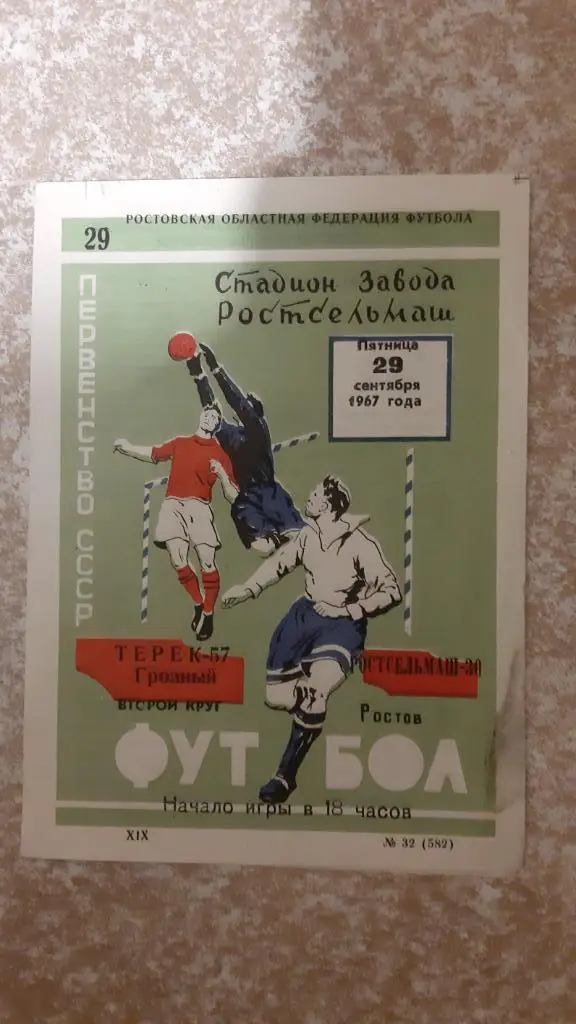 РОСТОВСКАЯ ОБЛАСТНАЯ ФЕДЕРАЦИЯ ФУТБОЛА
29
ПЕРВЕНСТВО СССР
Стадион Завода
Ростсельмаш
Пятница
29
сентября
1967 года
ТЕРЕК-57
Грозный
РОСТСЕЛЬМАШ-30
ВТОРОЙ КРУГ
Ростов
ФУТБОЛ
Начало игры в 18 часов
XIX
№ 32 (582)